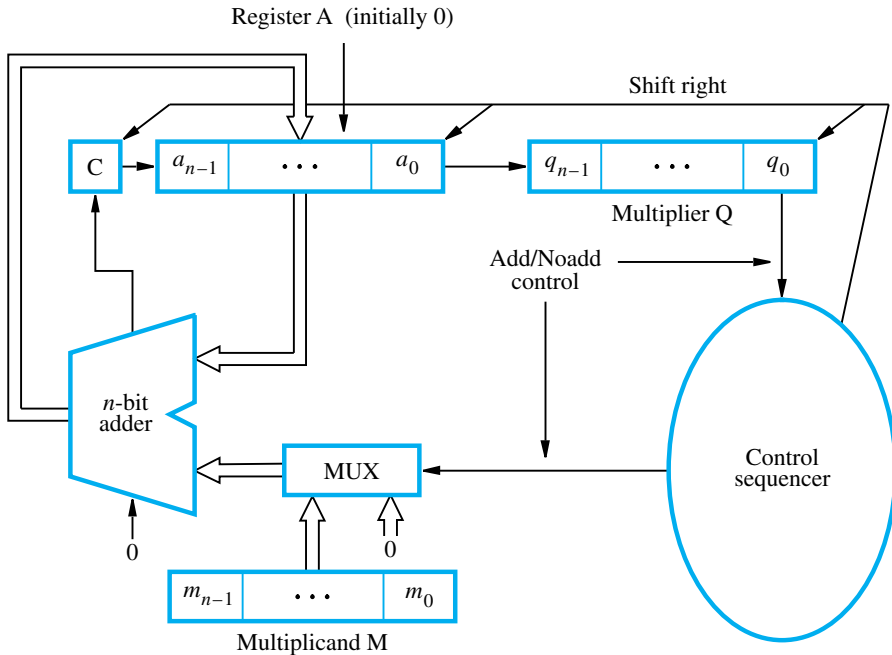 Register A (initially 0)
Shift right
C
a_{n–1}
• • •
a_0
q_{n–1}
• • •
q_0
Multiplier Q
Add/Noadd
control
n-bit
adder
MUX
Control
sequencer
0
0
m_{n–1}
• • •
m_0
Multiplicand M